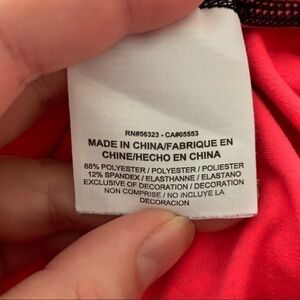 RN#56323 - CA#05553
MADE IN CHINA/FABRIQUE EN
CHINE/HECHO EN CHINA
88% POLYESTER / POLYESTER / POLIESTER
12% SPANDEX / ELASTHANNE / ELASTANO
EXCLUSIVE OF DECORATION / DECORATION
NON COMPRISE / NO INCLUYE LA
DECORACION